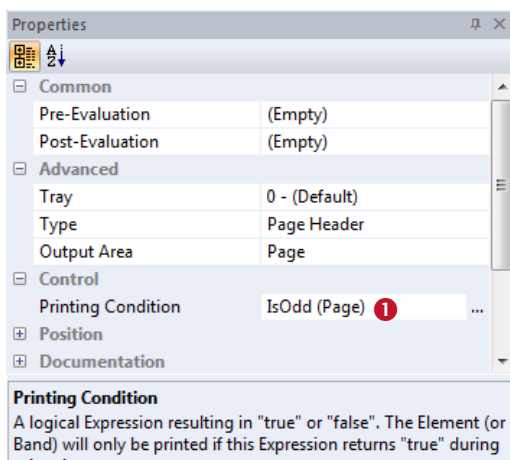 Properties
A
Z
Common
Pre-Evaluation (Empty)
Post-Evaluation (Empty)
Advanced
Tray 0 - (Default)
Type Page Header
Output Area Page
Control
Printing Condition IsOdd (Page) 1 ...
Position
Documentation
Printing Condition
A logical Expression resulting in "true" or "false". The Element (or
Band) will only be printed if this Expression returns "true" during